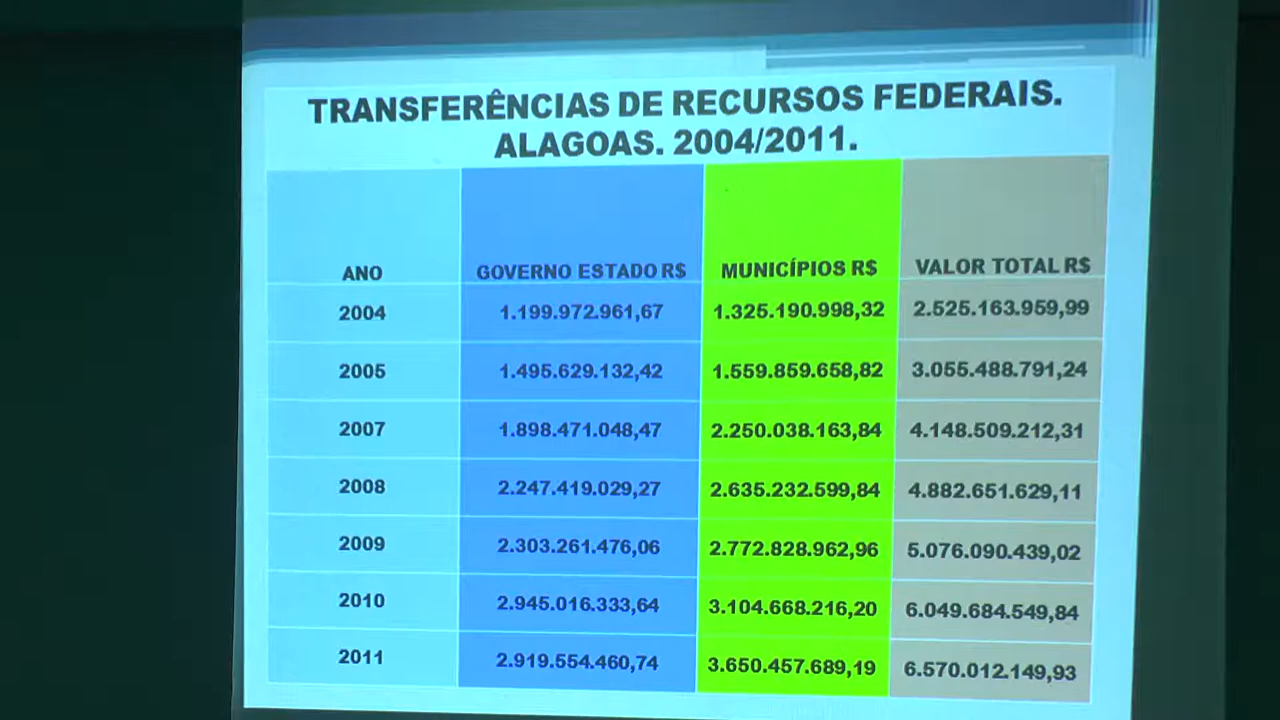 TRANSFERÊNCIAS DE RECURSOS FEDERAIS.
ALAGOAS. 2004/2011.
ANO GOVERNO ESTADO R$ MUNICÍPIOS R$ VALOR TOTAL R$
2004 1.199.972.961,67 1.325.190.998,32 2.525.163.959,99
2005 1.495.629.132,42 1.559.859.658,82 3.055.488.791,24
2007 1.898.471.048,47 2.250.038.163,84 4.148.509.212,31
2008 2.247.419.029,27 2.635.232.599,84 4.882.651.629,11
2009 2.303.261.476,06 2.772.828.962,96 5.076.090.439,02
2010 2.945.016.333,64 3.104.668.216,20 6.049.684.549,84
2011 2.919.554.460,74 3.650.457.689,19 6.570.012.149,93